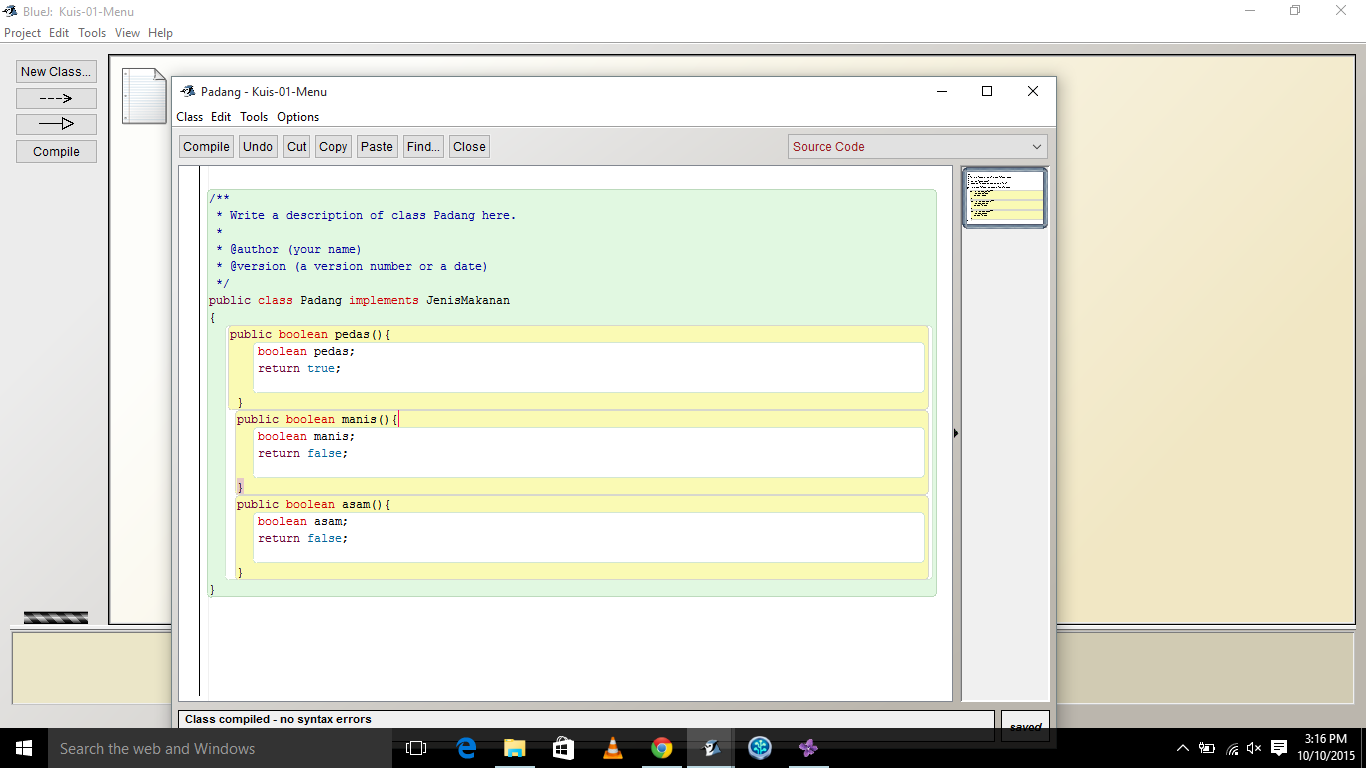 BlueJ: Kuis-01-Menu
Project Edit Tools View Help
New Class...
Compile
Padang - Kuis-01-Menu
Class Edit Tools Options
Compile Undo Cut Copy Paste Find... Close Source Code
/**
* Write a description of class Padang here.
*
* @author (your name)
* @version (a version number or a date)
*/
public class Padang implements JenisMakanan
{
public boolean pedas(){
boolean pedas;
return true;
}
public boolean manis(){
boolean manis;
return false;
}
public boolean asam(){
boolean asam;
return false;
}
}
Class compiled - no syntax errors
saved
Search the web and Windows
3:16 PM
10/10/2015